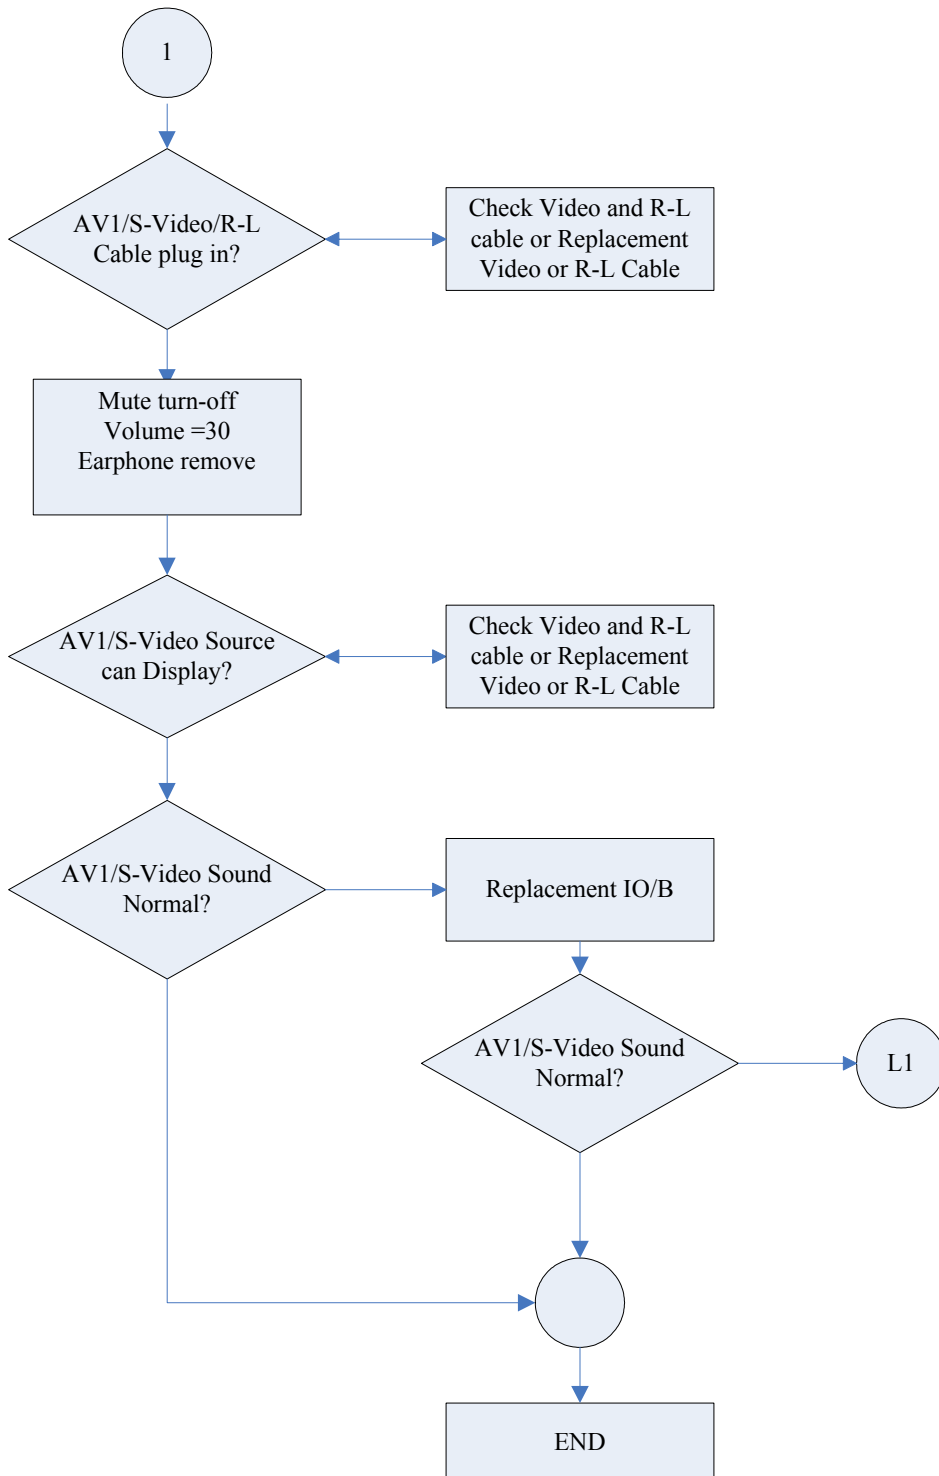 1
AV1/S-Video/R-L
Cable plug in?
Check Video and R-L
cable or Replacement
Video or R-L Cable
Mute turn-off
Volume =30
Earphone remove
AV1/S-Video Source
can Display?
Check Video and R-L
cable or Replacement
Video or R-L Cable
AV1/S-Video Sound
Normal?
Replacement IO/B
AV1/S-Video Sound
Normal?
L1
END